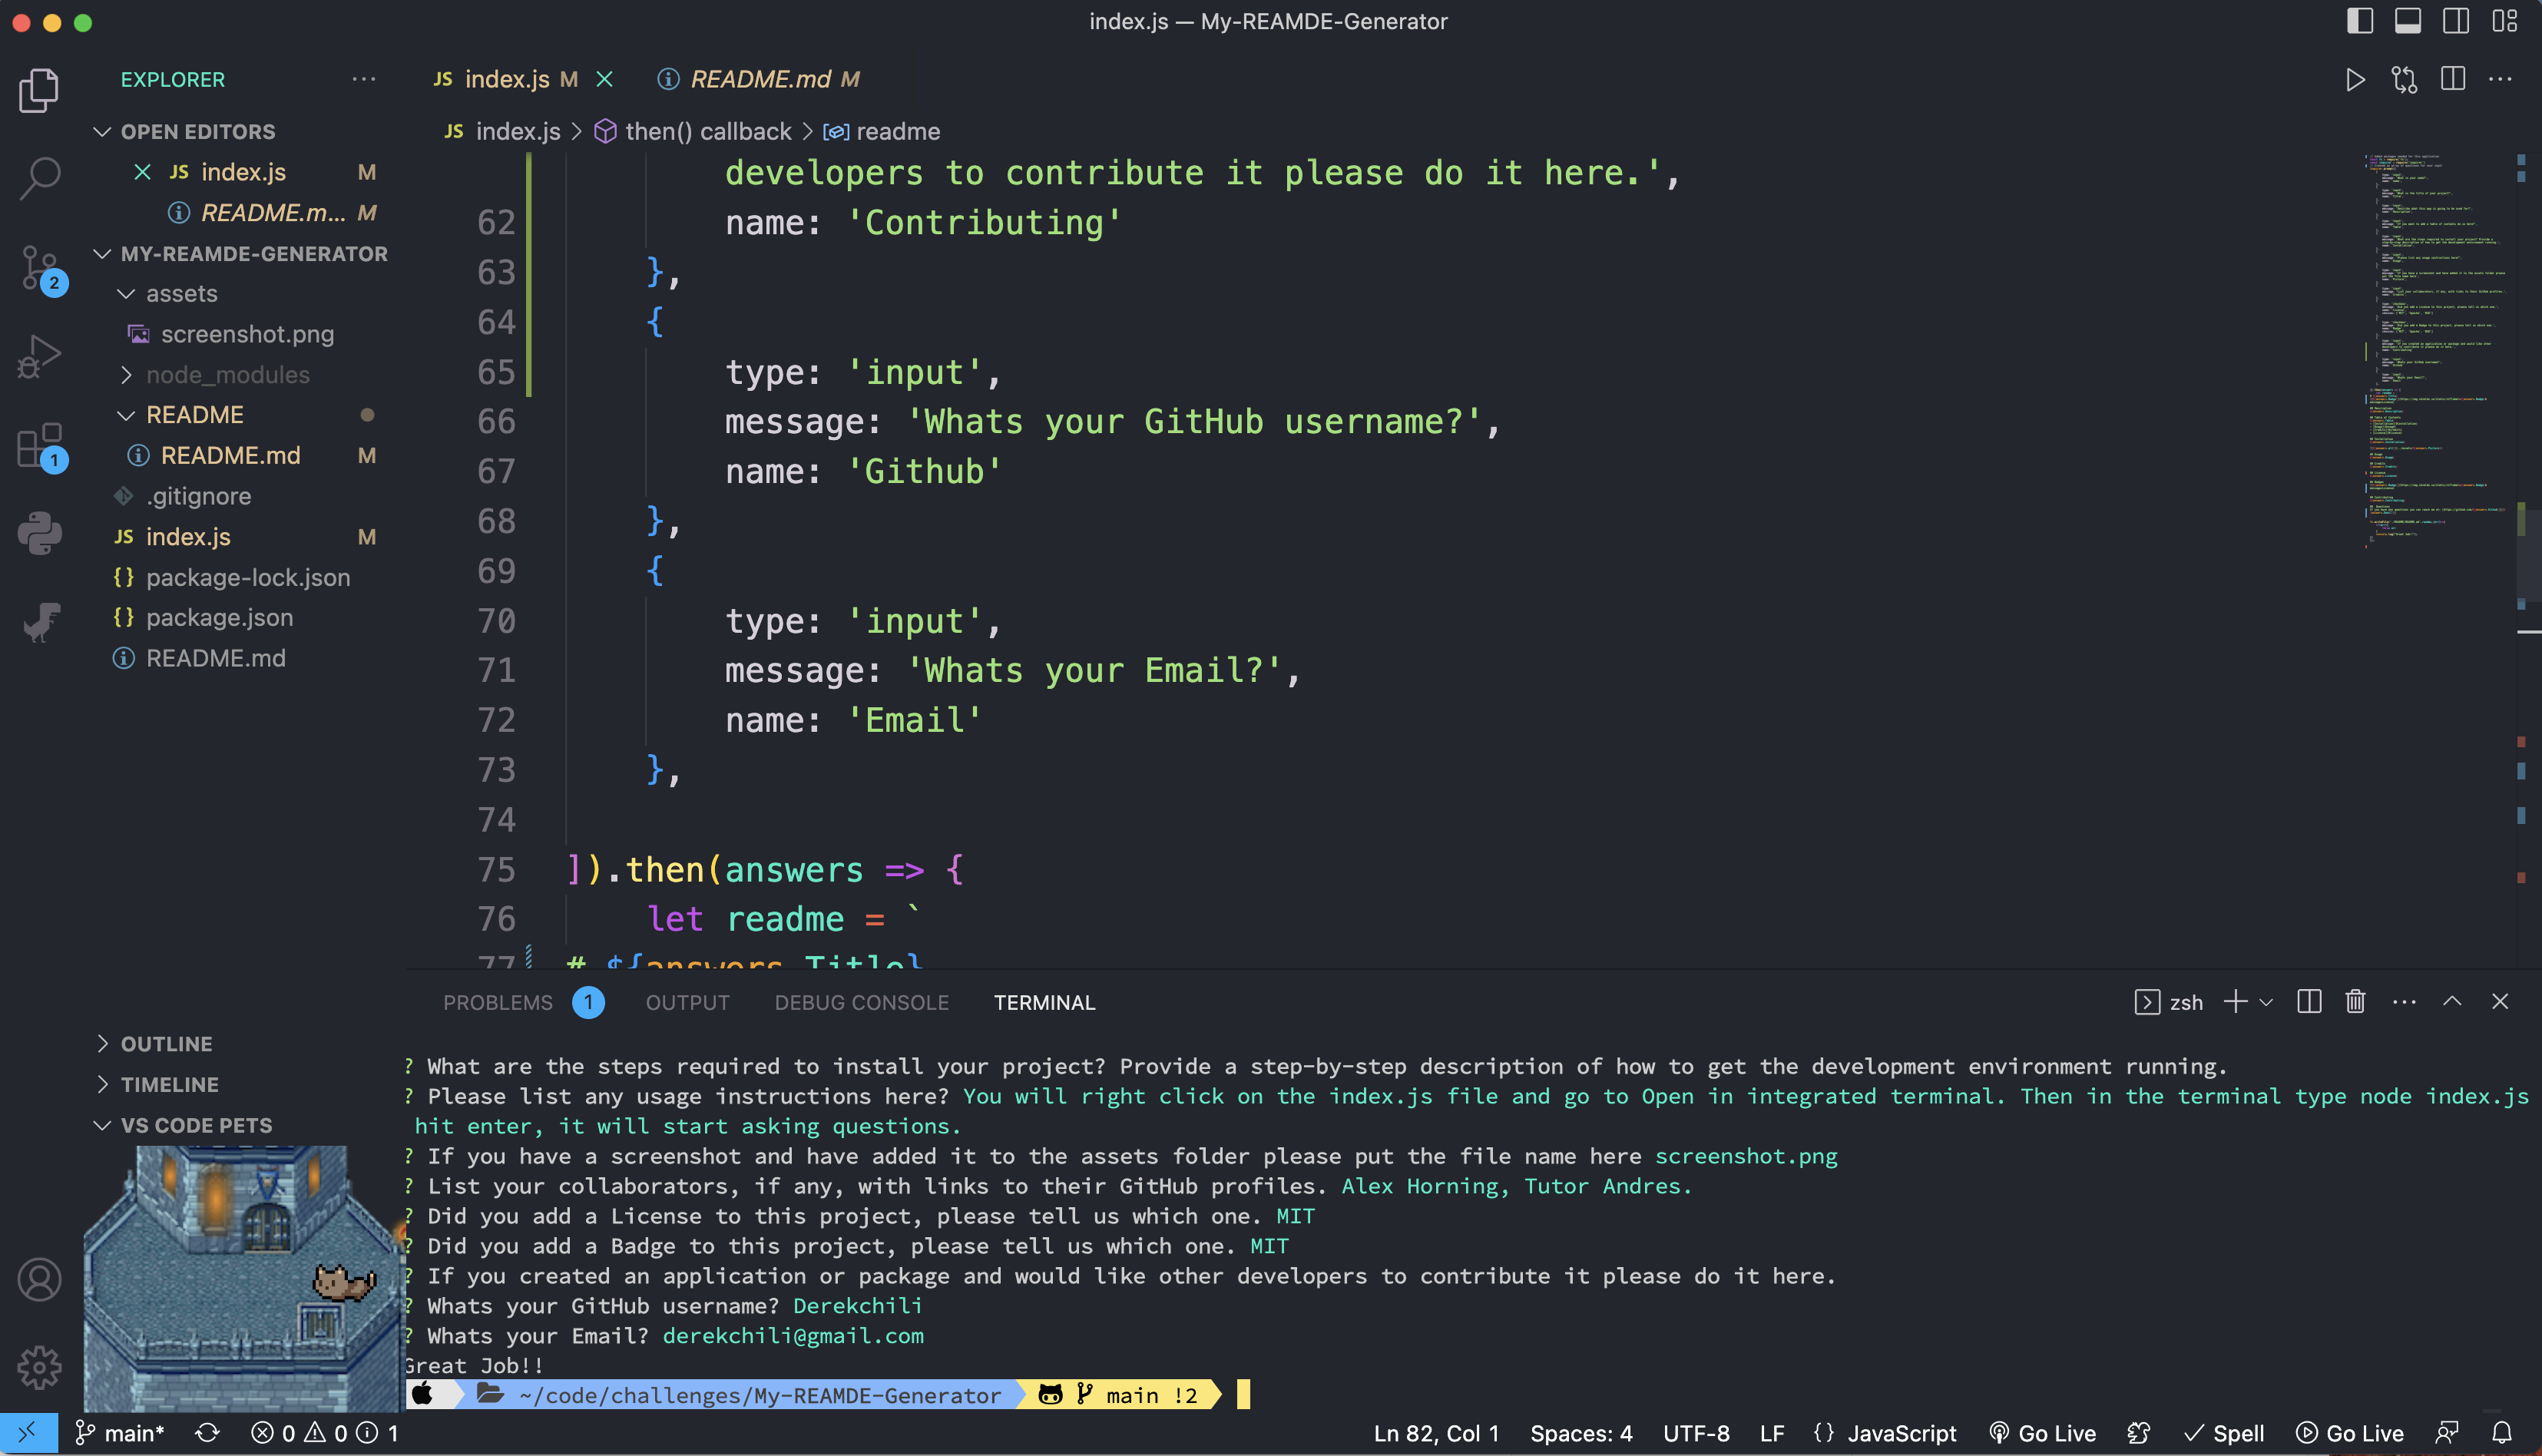 index.js — My-REAMDE-Generator
EXPLORER
JS index.js M
README.md M
JS index.js > then() callback > readme
OPEN EDITORS
JS index.js M
README.m... M
MY-REAMDE-GENERATOR
assets
screenshot.png
node_modules
README
README.md M
.gitignore
JS index.js M
{} package-lock.json
{} package.json
README.md
2
1
OUTLINE
TIMELINE
VS CODE PETS
developers to contribute it please do it here.',
62 name: 'Contributing'
63 },
64 {
65 type: 'input',
66 message: 'Whats your GitHub username?',
67 name: 'Github'
68 },
69 {
70 type: 'input',
71 message: 'Whats your Email?',
72 name: 'Email'
73 },
74
75 ]).then(answers => {
76 let readme = `
77 # ${answers.Title}
PROBLEMS 1 OUTPUT DEBUG CONSOLE TERMINAL
zsh
? What are the steps required to install your project? Provide a step-by-step description of how to get the development environment running.
? Please list any usage instructions here? You will right click on the index.js file and go to Open in integrated terminal. Then in the terminal type node index.js
hit enter, it will start asking questions.
? If you have a screenshot and have added it to the assets folder please put the file name here screenshot.png
? List your collaborators, if any, with links to their GitHub profiles. Alex Horning, Tutor Andres.
? Did you add a License to this project, please tell us which one. MIT
? Did you add a Badge to this project, please tell us which one. MIT
? If you created an application or package and would like other developers to contribute it please do it here.
? Whats your GitHub username? Derekchili
? Whats your Email? derekchili@gmail.com
Great Job!!
~/code/challenges/My-REAMDE-Generator main !2
main* 0 0 1
Ln 82, Col 1 Spaces: 4 UTF-8 LF {} JavaScript Go Live Spell Go Live